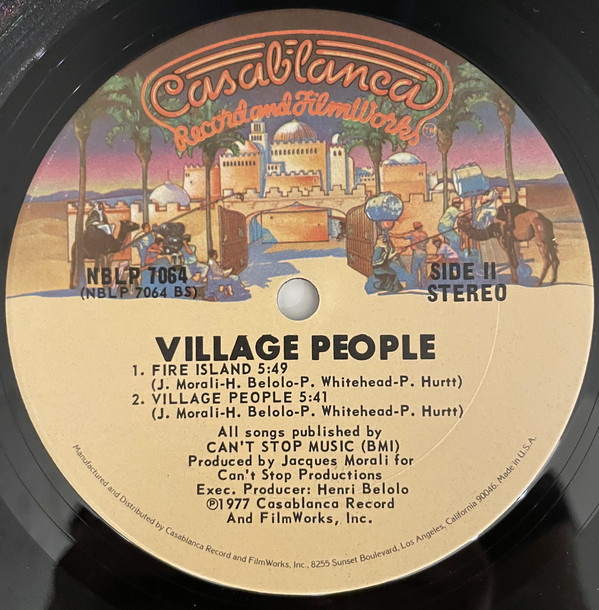 Casablanca
Record and FilmWorks™
NBLP 7064
(NBLP 7064 BS)
SIDE II
STEREO
VILLAGE PEOPLE
1. FIRE ISLAND 5:49
(J. Morali-H. Belolo-P. Whitehead-P. Hurtt)
2. VILLAGE PEOPLE 5:41
(J. Morali-H. Belolo-P. Whitehead-P. Hurtt)
All songs published by
CAN'T STOP MUSIC (BMI)
Produced by Jacques Morali for
Can't Stop Productions
Exec. Producer: Henri Belolo
℗1977 Casablanca Record
And FilmWorks, Inc.
Manufactured and Distributed by Casablanca Record and FilmWorks, Inc., 8255 Sunset Boulevard, Los Angeles, California 90046. Made in U.S.A.